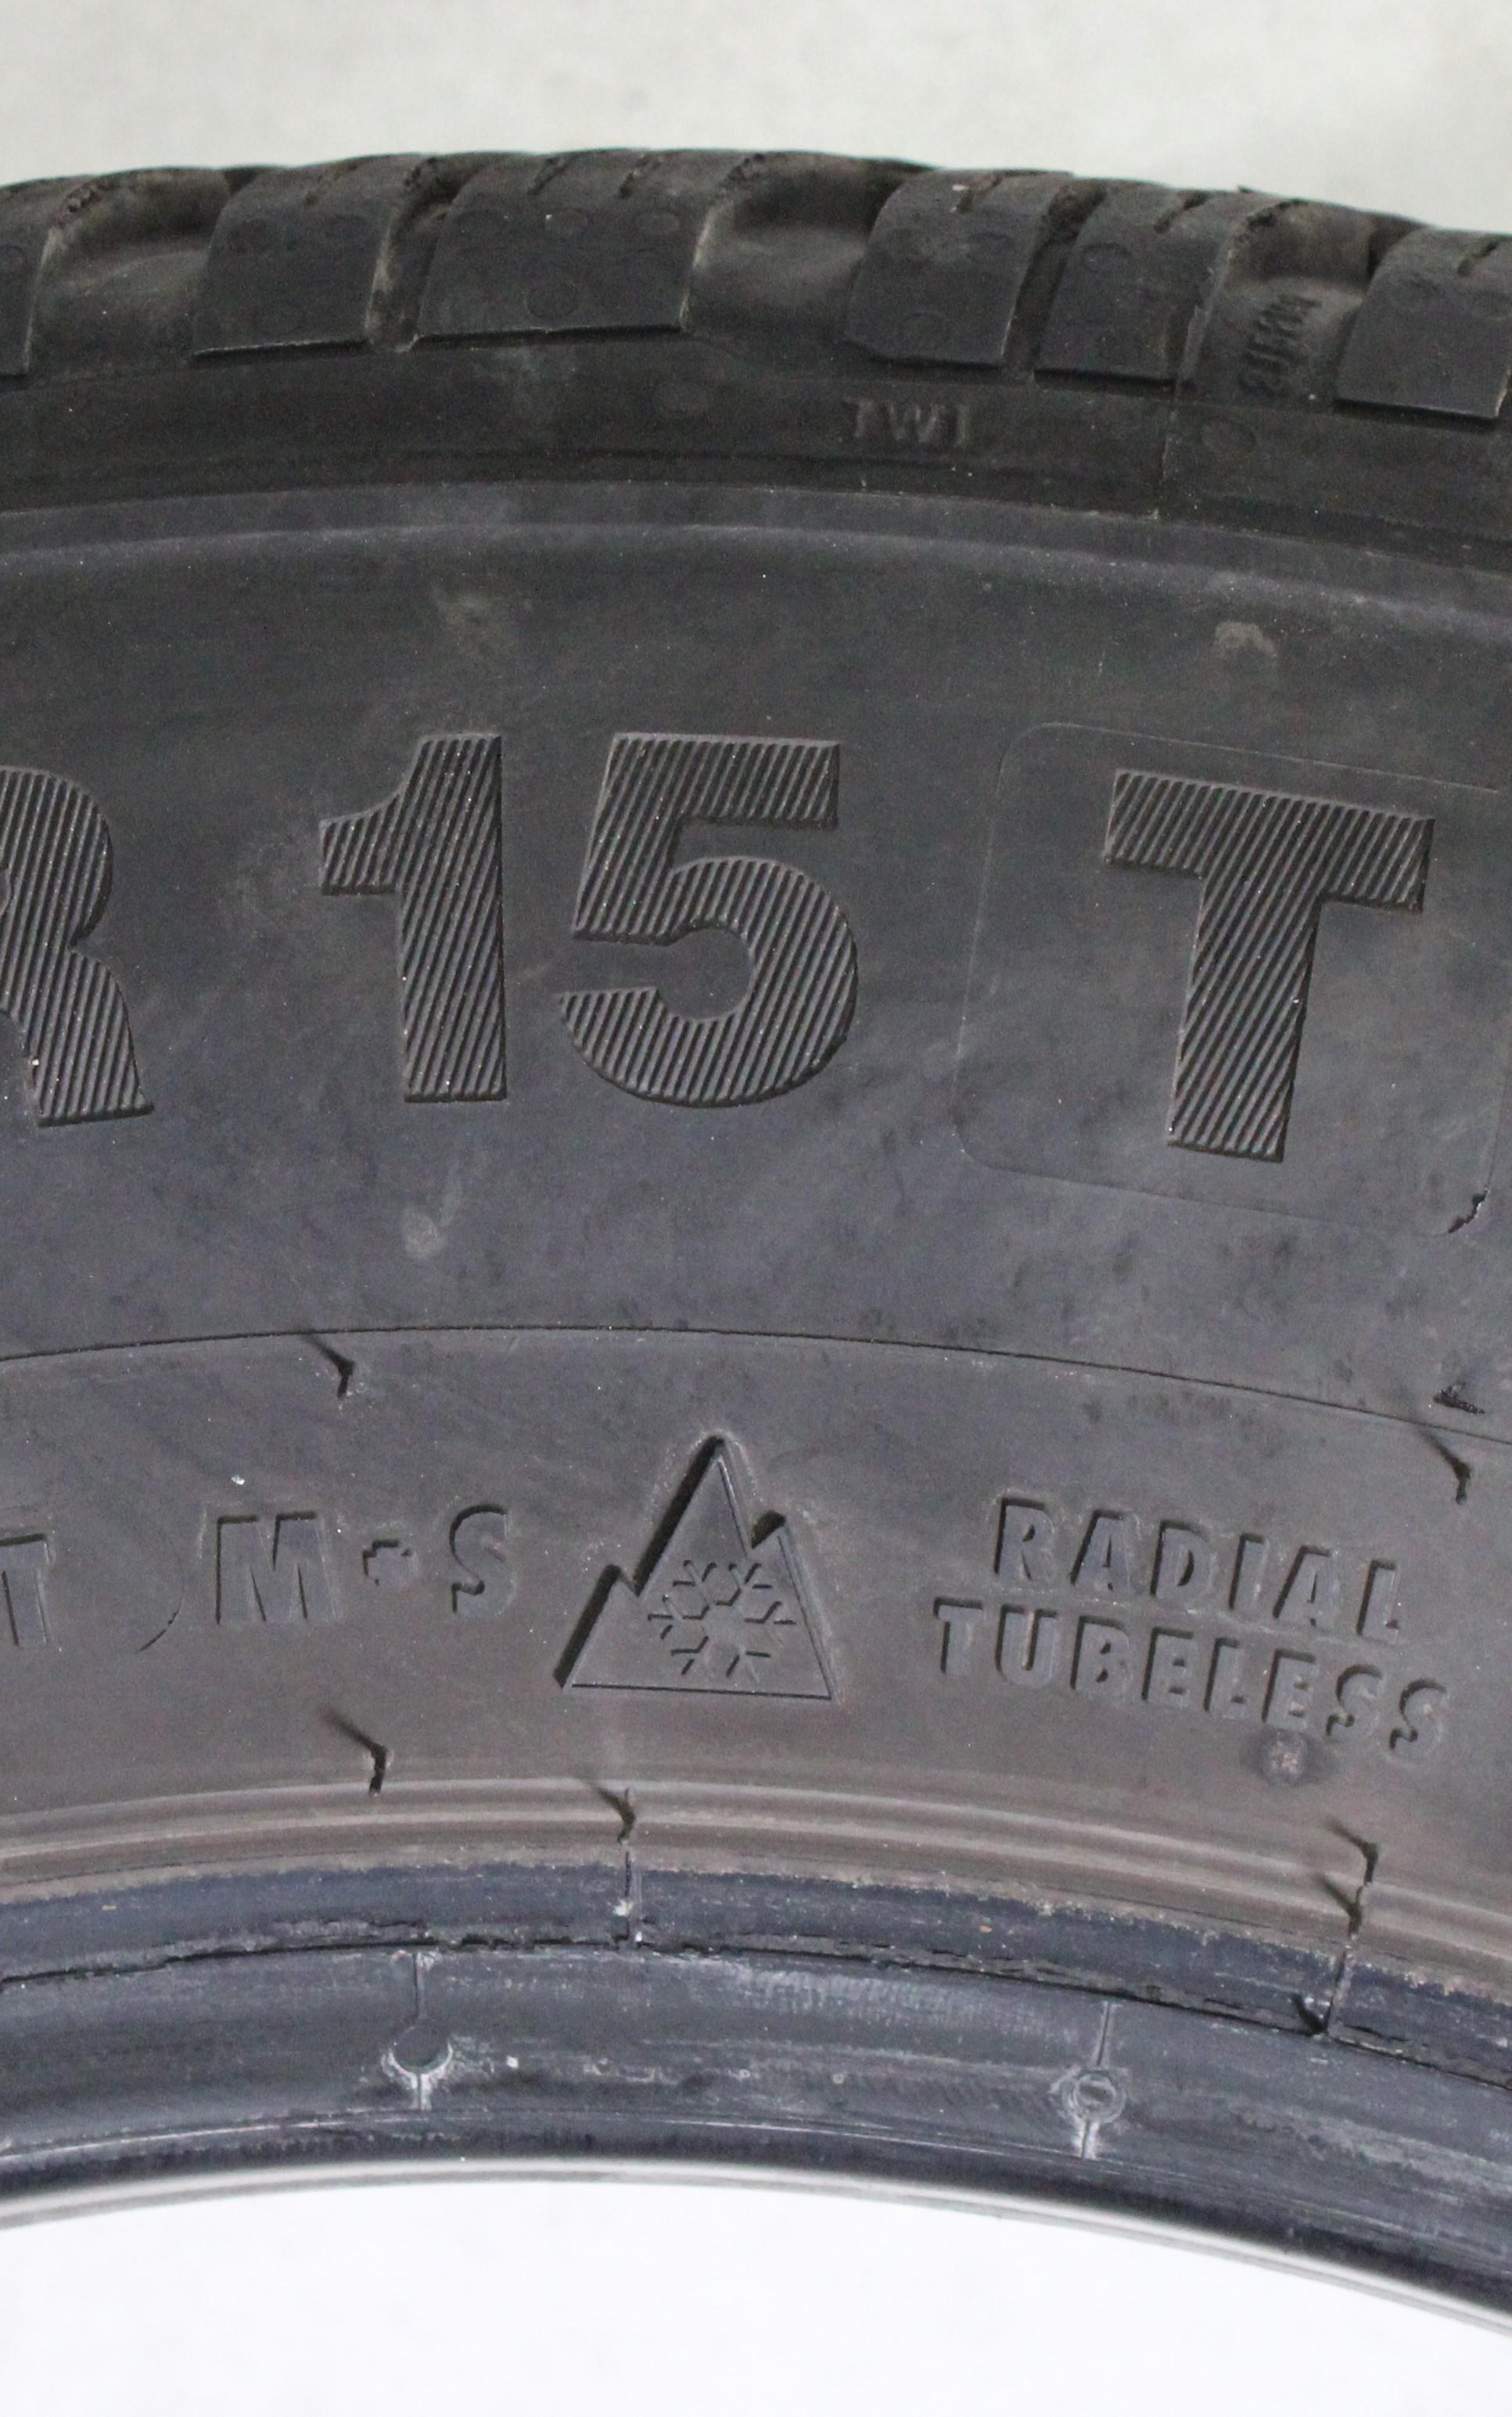 TWI
R 15 T
T M+S RADIAL
TUBELESS